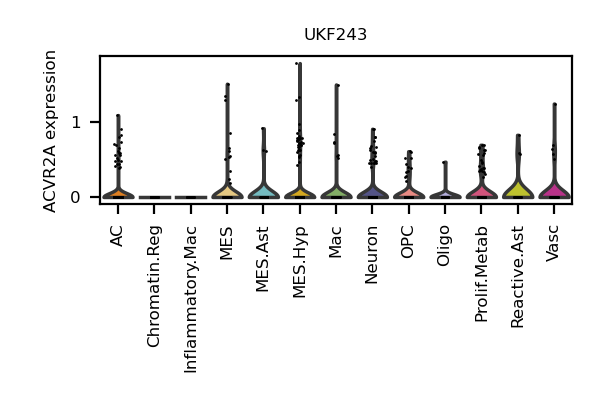 UKF243
ACVR2A expression
1
0
AC
Chromatin.Reg
Inflammatory.Mac
MES
MES.Ast
MES.Hyp
Mac
Neuron
OPC
Oligo
Prolif.Metab
Reactive.Ast
Vasc